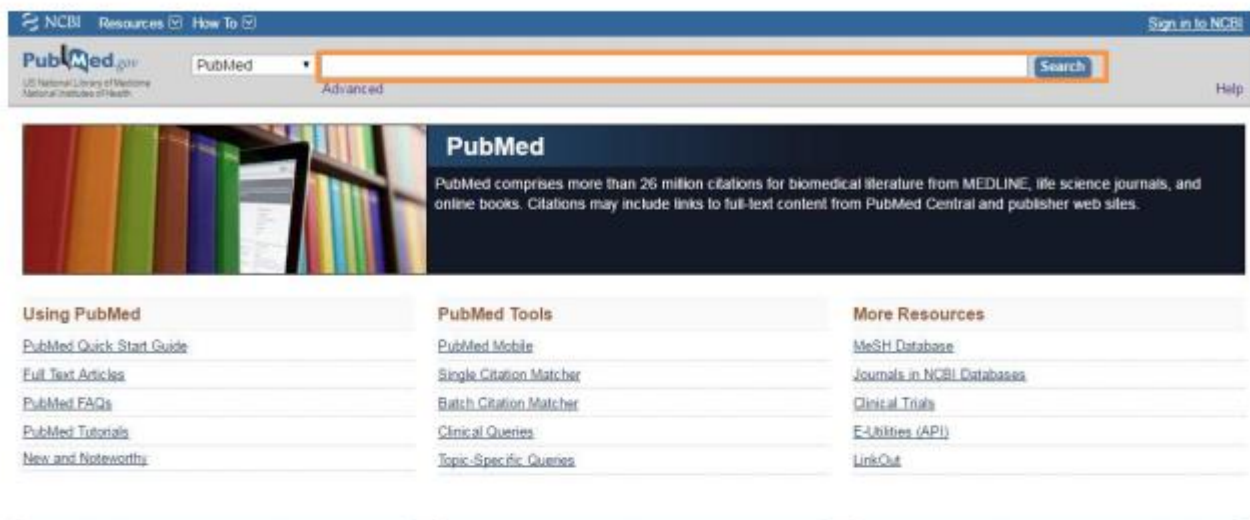 NCBI Resources How To Sign in to NCBI
PubMed.gov PubMed Search
US National Library of Medicine
National Institutes of Health
Advanced Help
PubMed
PubMed comprises more than 26 million citations for biomedical literature from MEDLINE, life science journals, and
online books. Citations may include links to full-text content from PubMed Central and publisher web sites.
Using PubMed
PubMed Quick Start Guide
Full Text Articles
PubMed FAQs
PubMed Tutorials
New and Noteworthy
PubMed Tools
PubMed Mobile
Single Citation Matcher
Batch Citation Matcher
Clinical Queries
Topic-Specific Queries
More Resources
MeSH Database
Journals in NCBI Databases
Clinical Trials
E-Utilities (API)
LinkOut